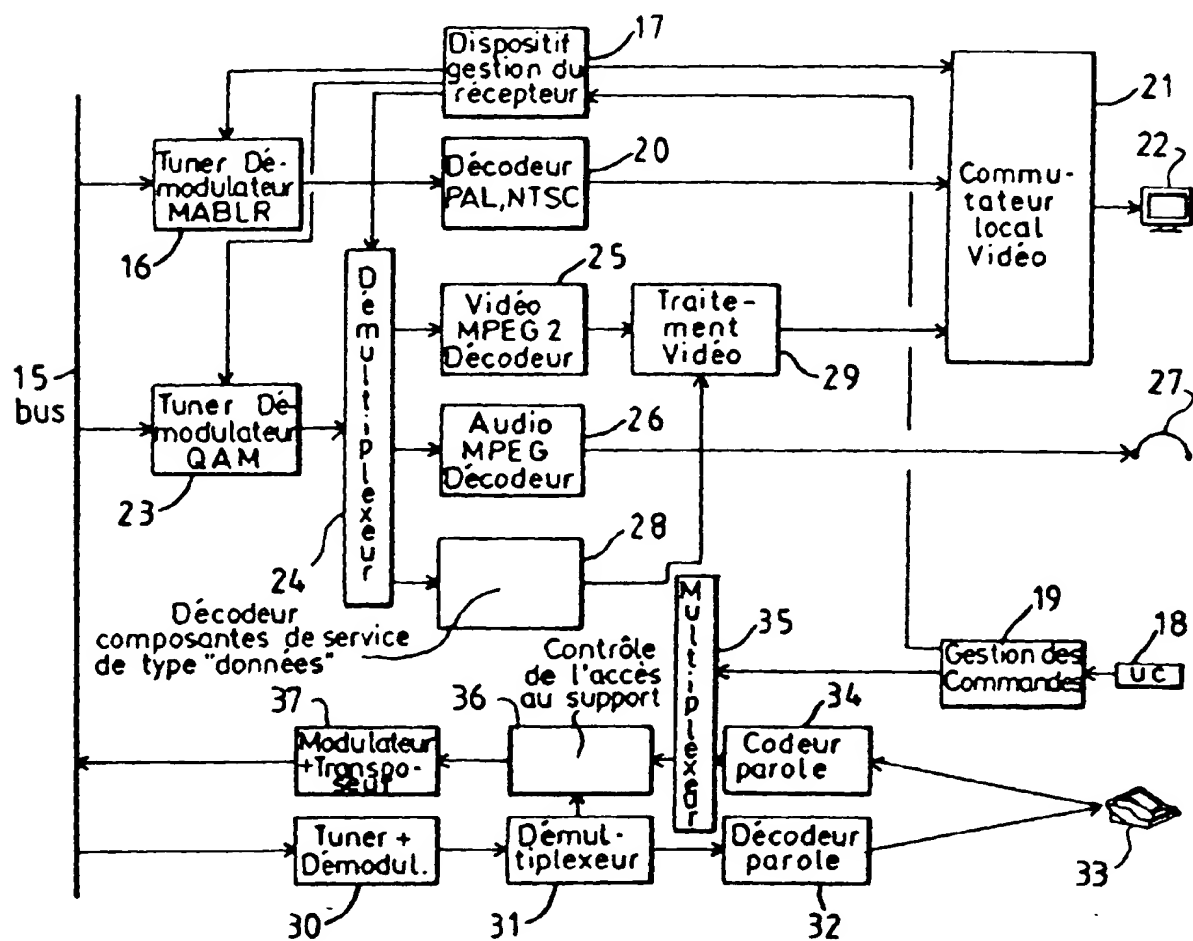 Dispositif
gestion du
récepteur
17
21
Tuner Dé-
modulateur
MABLR
16
Décodeur
PAL,NTSC
20
Commu-
tateur
local
Vidéo
22
Démultiplexeur
24
25
Vidéo
MPEG 2
Décodeur
Traite-
ment
Vidéo
29
15
bus
Tuner Dé-
modulateur
QAM
23
Audio
MPEG
Décodeur
26
27
28
Décodeur
composantes de service
de type "données"
Contrôle
de l'accès
au support
Multiplexeur
35
19
Gestion des
Commandes
18
UC
37
Modulateur
+Transpo-
seur
36
34
Codeur
parole
Tuner +
Démodul.
30
Démul-
tiplexeur
31
Décodeur
parole
32
33